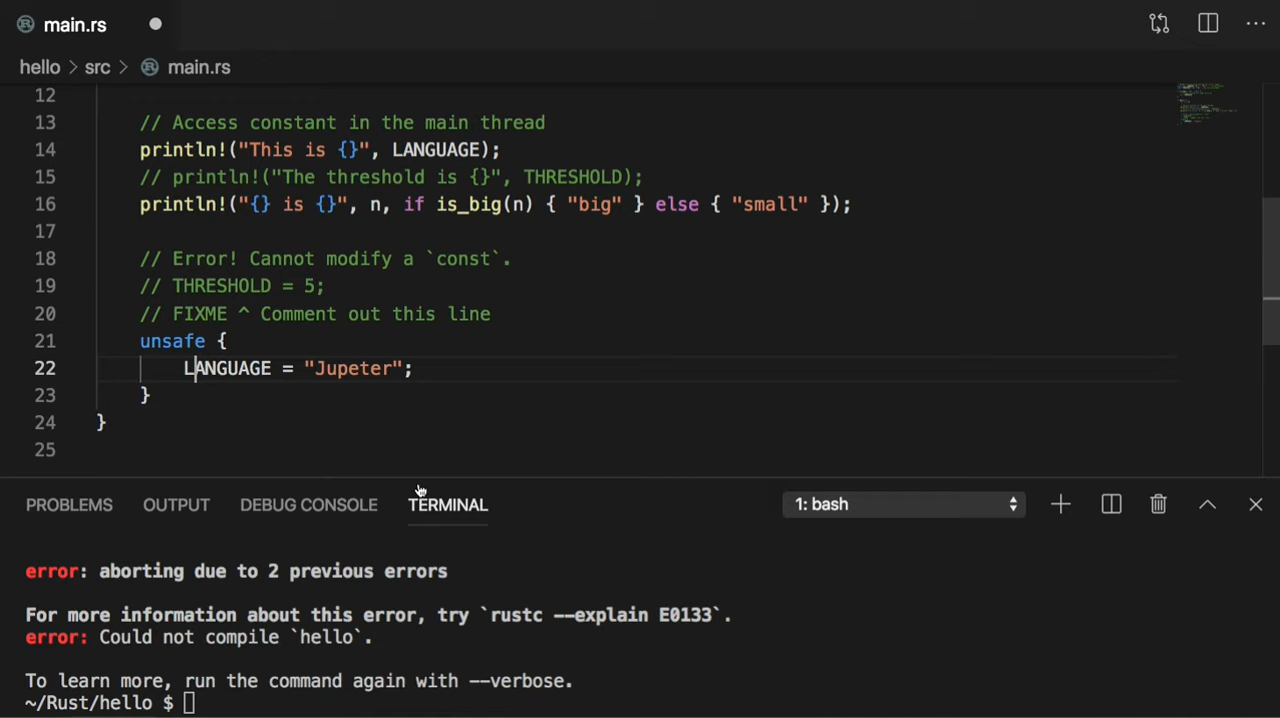 main.rs
hello > src > main.rs
12
13 // Access constant in the main thread
14 println!("This is {}", LANGUAGE);
15 // println!("The threshold is {}", THRESHOLD);
16 println!("{} is {}", n, if is_big(n) { "big" } else { "small" });
17
18 // Error! Cannot modify a `const`.
19 // THRESHOLD = 5;
20 // FIXME ^ Comment out this line
21 unsafe {
22 LANGUAGE = "Jupeter";
23 }
24 }
25
PROBLEMS OUTPUT DEBUG CONSOLE TERMINAL 1: bash
error: aborting due to 2 previous errors
For more information about this error, try `rustc --explain E0133`.
error: Could not compile `hello`.
To learn more, run the command again with --verbose.
~/Rust/hello $